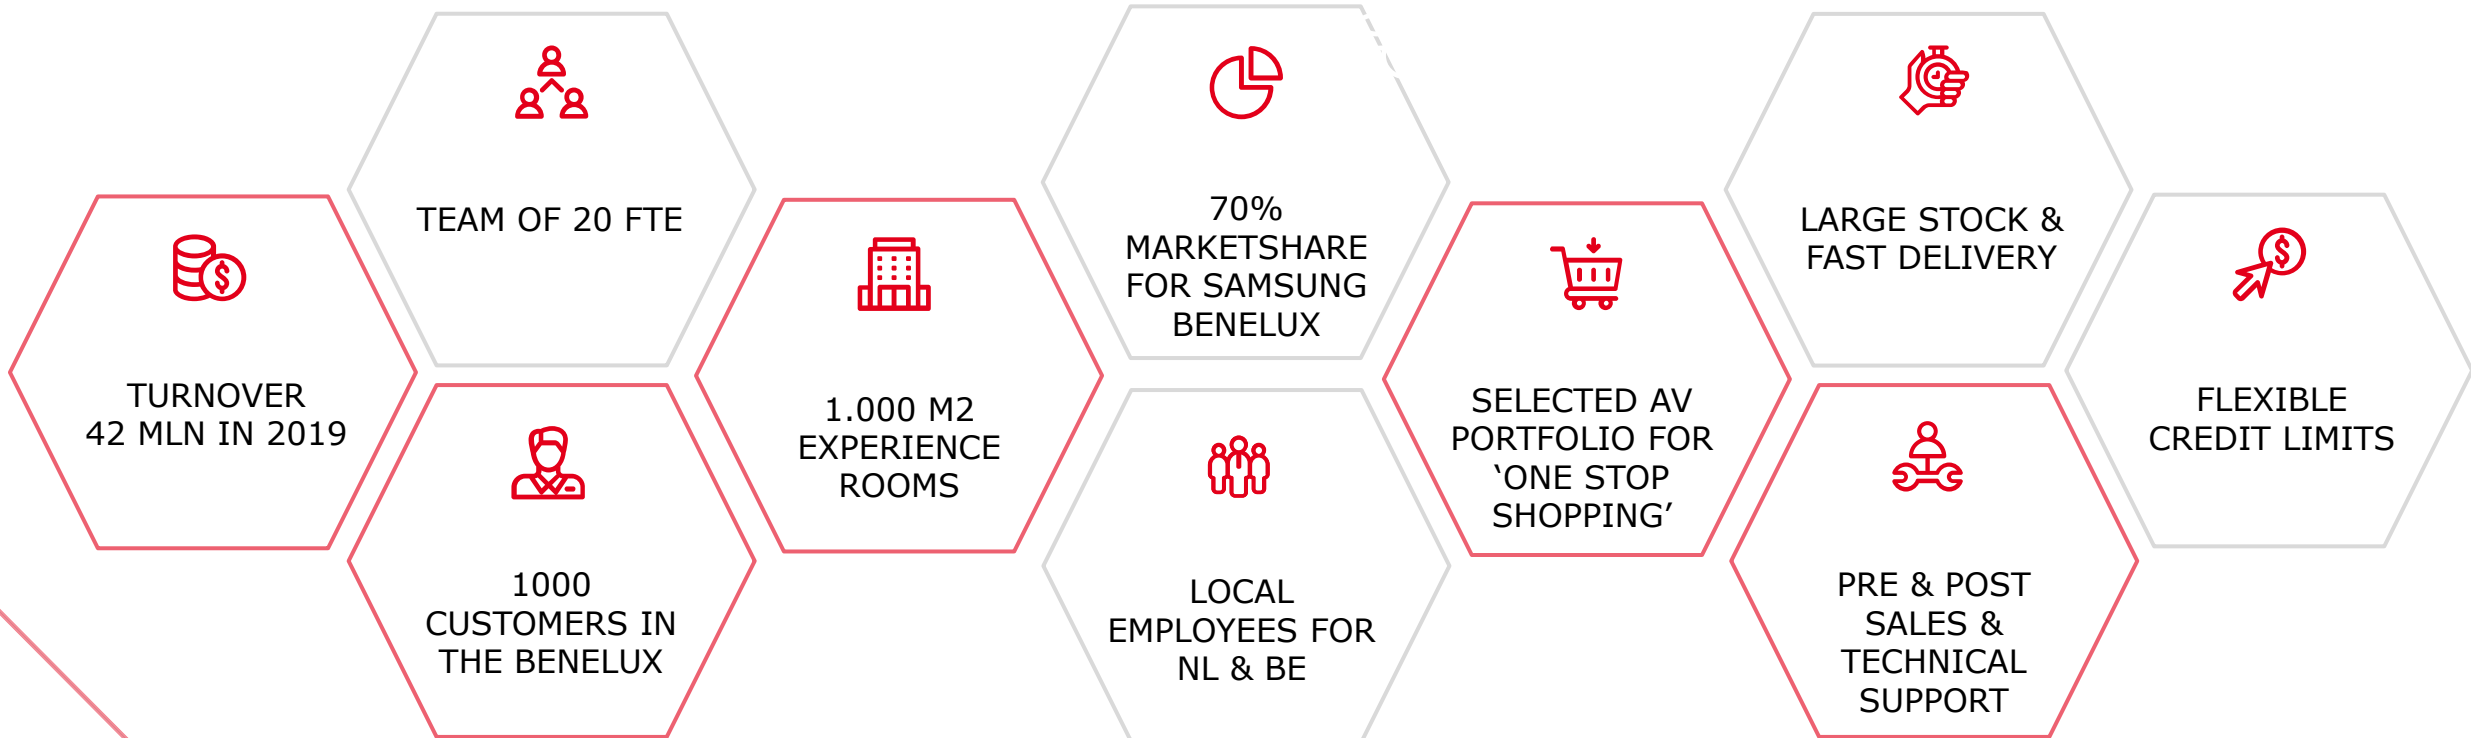 TURNOVER
42 MLN IN 2019
TEAM OF 20 FTE
1000
CUSTOMERS IN
THE BENELUX
1.000 M2
EXPERIENCE
ROOMS
70%
MARKETSHARE
FOR SAMSUNG
BENELUX
LOCAL
EMPLOYEES FOR
NL & BE
SELECTED AV
PORTFOLIO FOR
‘ONE STOP
SHOPPING’
LARGE STOCK &
FAST DELIVERY
PRE & POST
SALES &
TECHNICAL
SUPPORT
FLEXIBLE
CREDIT LIMITS